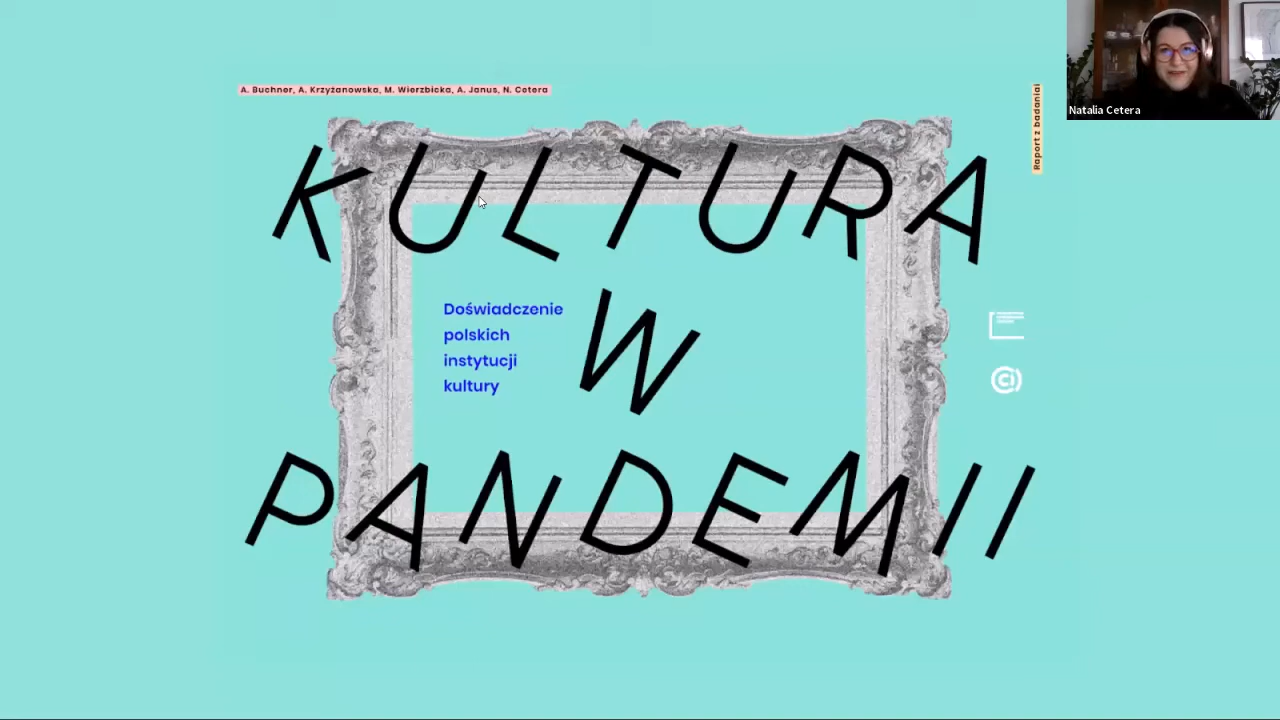 A. Buchner, A. Krzyżanowska, M. Wierzbicka, A. Janus, N. Cetera
Raport z badania
Natalia Cetera
KULTURA
W
PANDEMII
Doświadczenie
polskich
instytucji
kultury